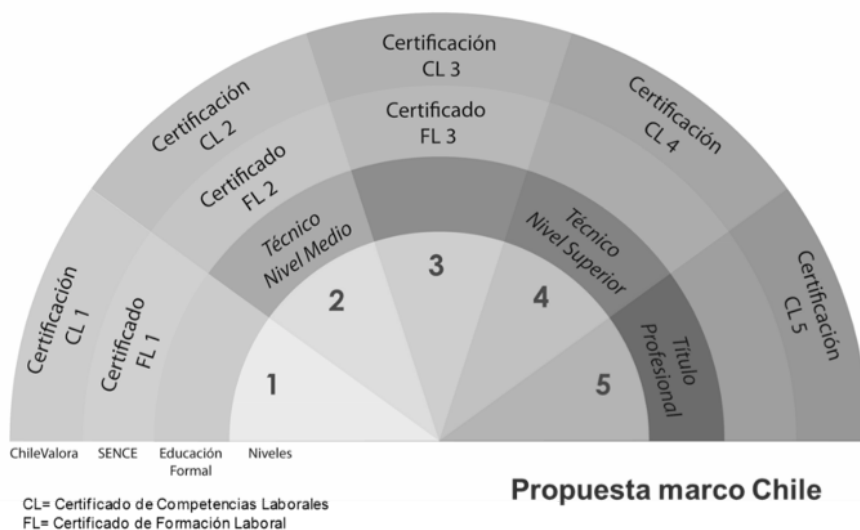 Certificación
CL 1
Certificación
CL 2
Certificación
CL 3
Certificación
CL 4
Certificación
CL 5
Certificado
FL 1
Certificado
FL 2
Certificado
FL 3
Técnico
Nivel Medio
Técnico
Nivel Superior
Título
Profesional
1
2
3
4
5
ChileValora
SENCE
Educación
Formal
Niveles
CL= Certificado de Competencias Laborales
FL= Certificado de Formación Laboral
Propuesta marco Chile